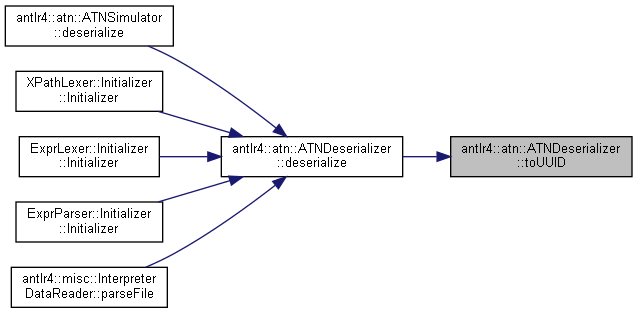 antlr4::atn::ATNSimulator
::deserialize
XPathLexer::Initializer
::Initializer
ExprLexer::Initializer
::Initializer
ExprParser::Initializer
::Initializer
antlr4::misc::Interpreter
DataReader::parseFile
antlr4::atn::ATNDeserializer
::deserialize
antlr4::atn::ATNDeserializer
::toUUID